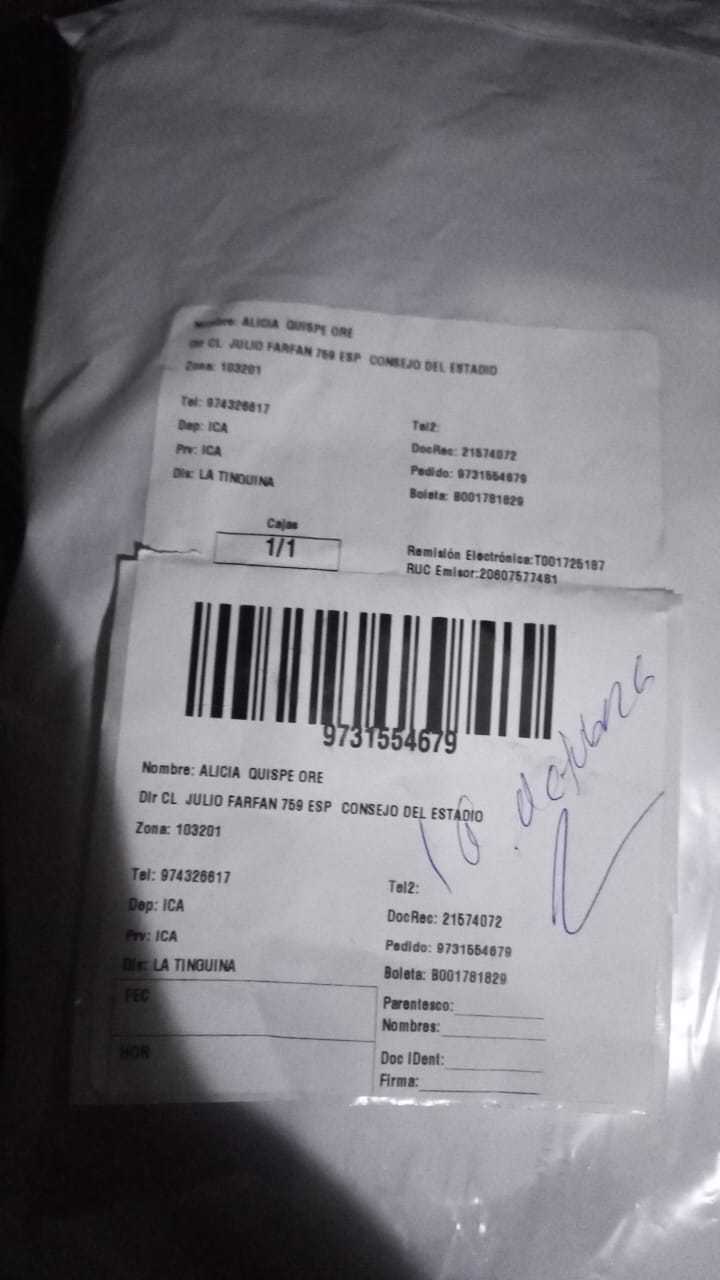 Nombre: ALICIA QUISPE ORE
Dir CL JULIO FARFAN 759 ESP CONSEJO DEL ESTADIO
Zona: 103201
Tel: 974326617
Tel2:
Dep: ICA
DocRec: 21574072
Prv: ICA
Pedido: 9731554679
Dis: LA TINGUINA
Boleta: B001781829
Cajas
1/1
Remisión Electrónica:T001725187
RUC Emisor:20607577481
9731554679
Nombre: ALICIA QUISPE ORE
Dir CL JULIO FARFAN 759 ESP CONSEJO DEL ESTADIO
Zona: 103201
Tel: 974326617
Tel2:
Dep: ICA
DocRec: 21574072
Prv: ICA
Pedido: 9731554679
Dis: LA TINGUINA
Boleta: B001781829
FEC
Parentesco:
Nombres:
HOR
Doc IDent:
Firma: